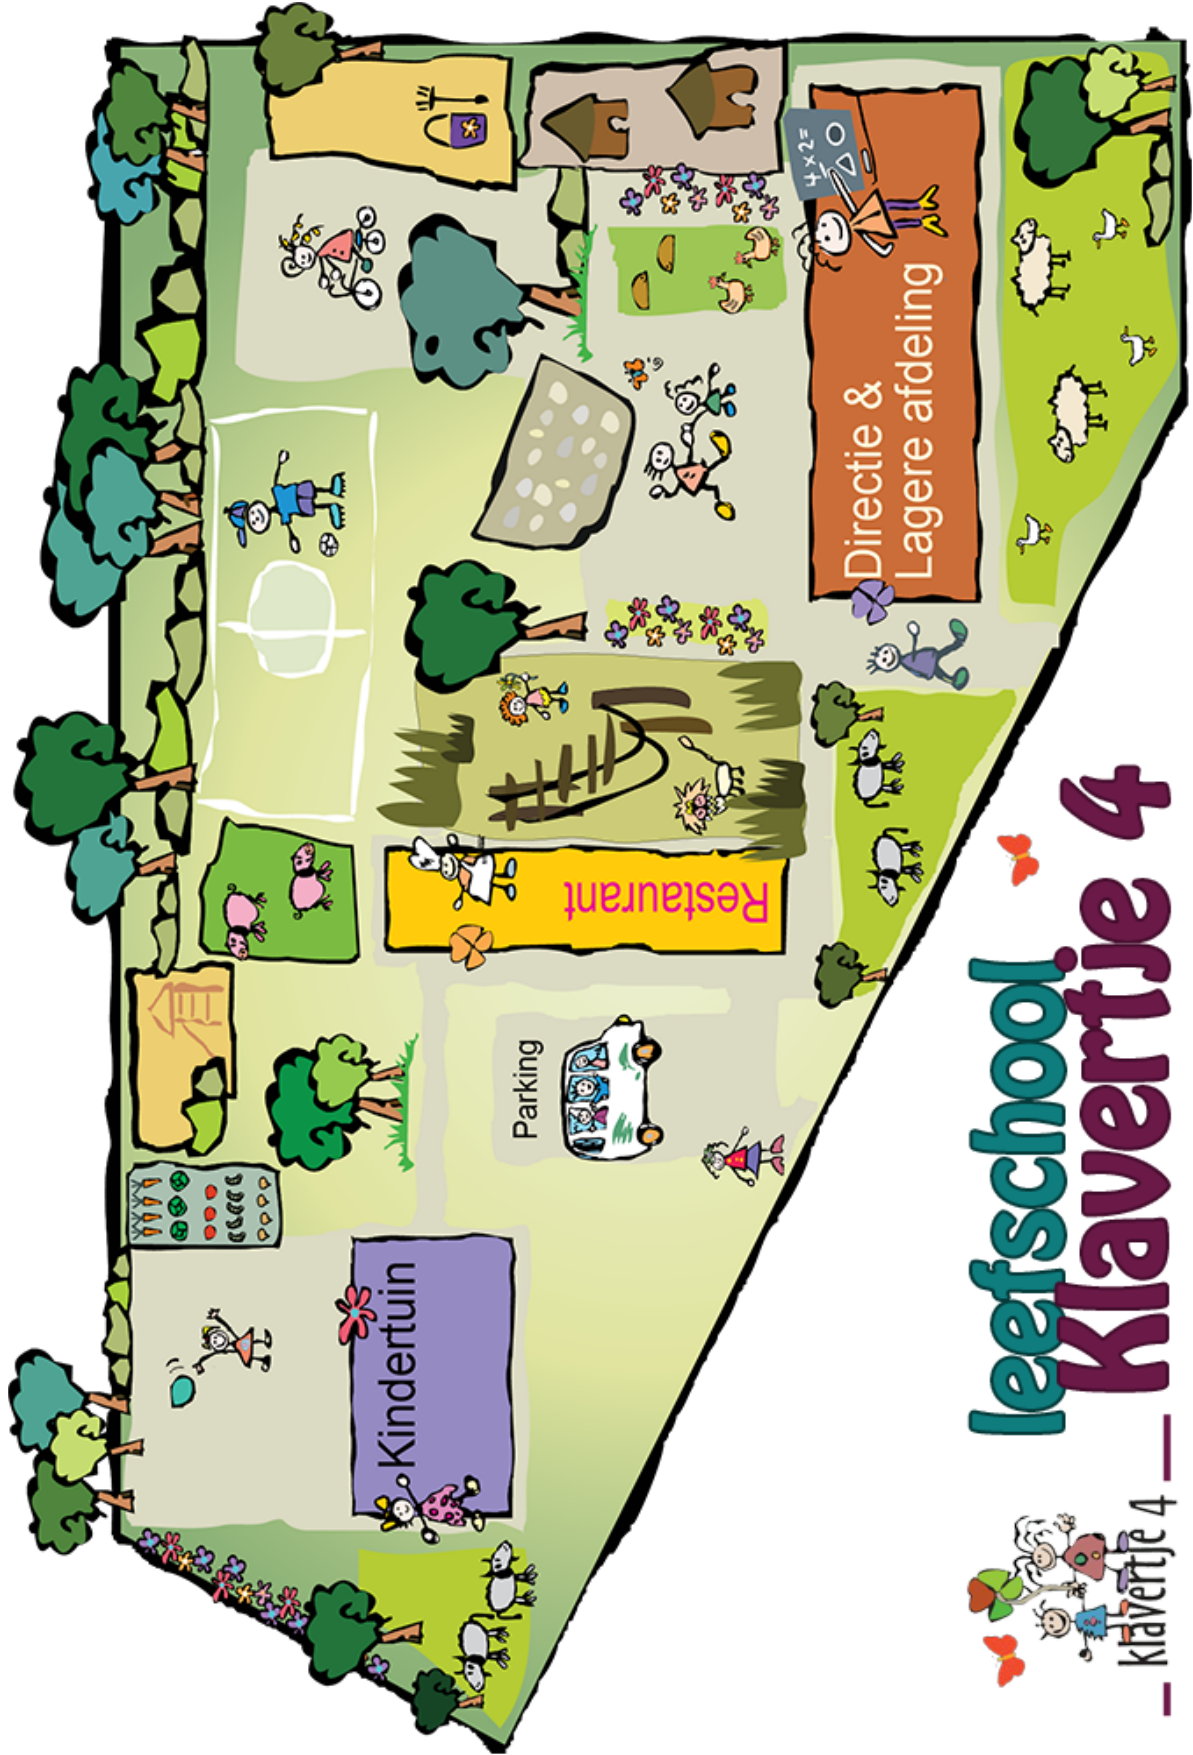 Kindertuin
Parking
Restaurant
Directie &
Lagere afdeling
4 x 2 =
leefschool
Klavertje 4
klavertje 4